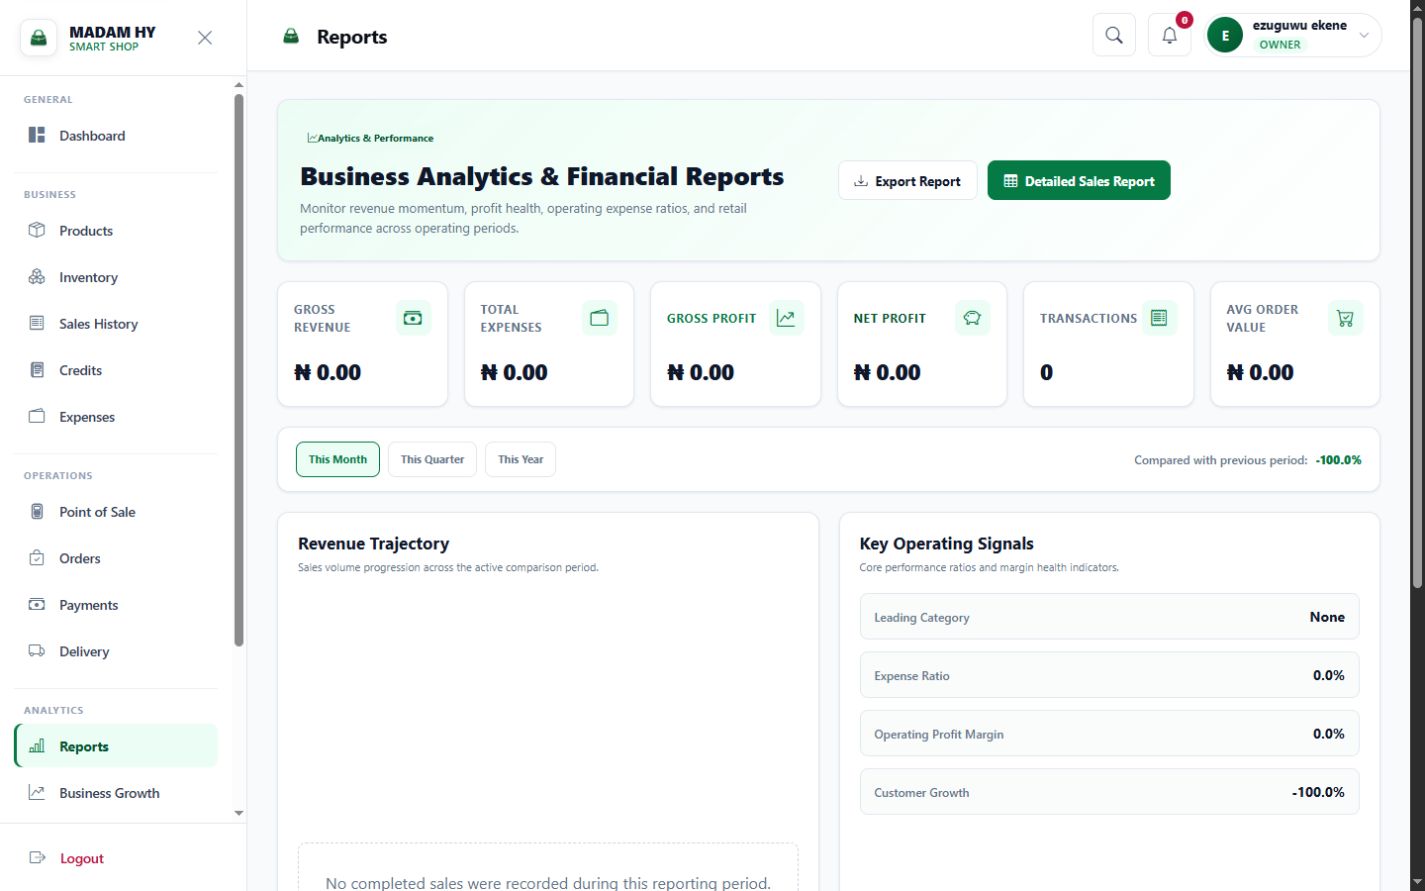 MADAM HY
SMART SHOP
Reports
0
E
ezuguwu ekene
OWNER
GENERAL
Dashboard
BUSINESS
Products
Inventory
Sales History
Credits
Expenses
OPERATIONS
Point of Sale
Orders
Payments
Delivery
ANALYTICS
Reports
Business Growth
Logout
Analytics & Performance
Business Analytics & Financial Reports
Monitor revenue momentum, profit health, operating expense ratios, and retail
performance across operating periods.
Export Report
Detailed Sales Report
GROSS
REVENUE
₦ 0.00
TOTAL
EXPENSES
₦ 0.00
GROSS PROFIT
₦ 0.00
NET PROFIT
₦ 0.00
TRANSACTIONS
0
AVG ORDER
VALUE
₦ 0.00
This Month
This Quarter
This Year
Compared with previous period: -100.0%
Revenue Trajectory
Sales volume progression across the active comparison period.
No completed sales were recorded during this reporting period.
Key Operating Signals
Core performance ratios and margin health indicators.
Leading Category None
Expense Ratio 0.0%
Operating Profit Margin 0.0%
Customer Growth -100.0%